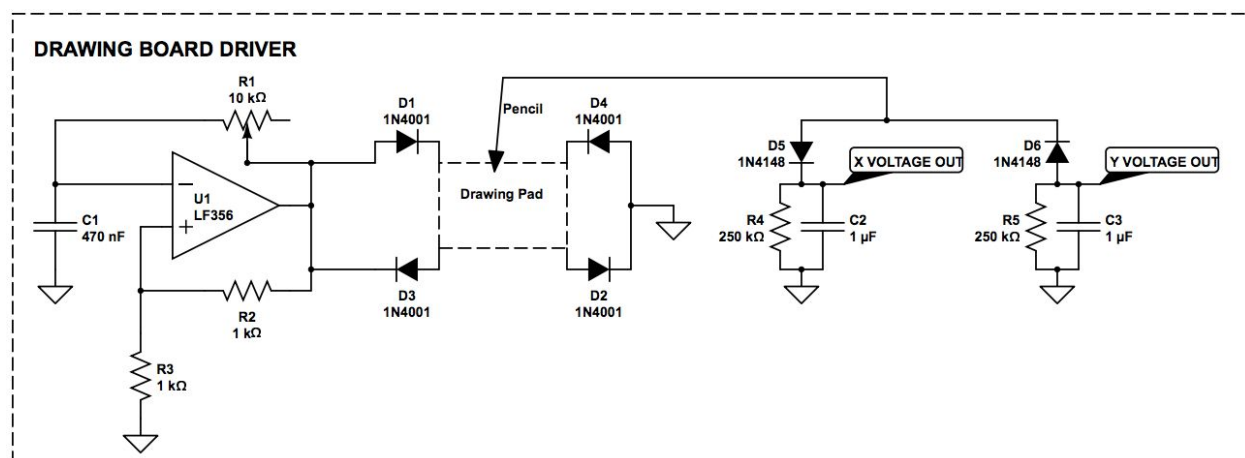 DRAWING BOARD DRIVER
R1
10 kΩ
D1
1N4001
D4
1N4001
Pencil
D5
1N4148
D6
1N4148
X VOLTAGE OUT
Y VOLTAGE OUT
−
U1
LF356
+
Drawing Pad
C1
470 nF
R4
250 kΩ
C2
1 µF
R5
250 kΩ
C3
1 µF
R2
1 kΩ
D3
1N4001
D2
1N4001
R3
1 kΩ